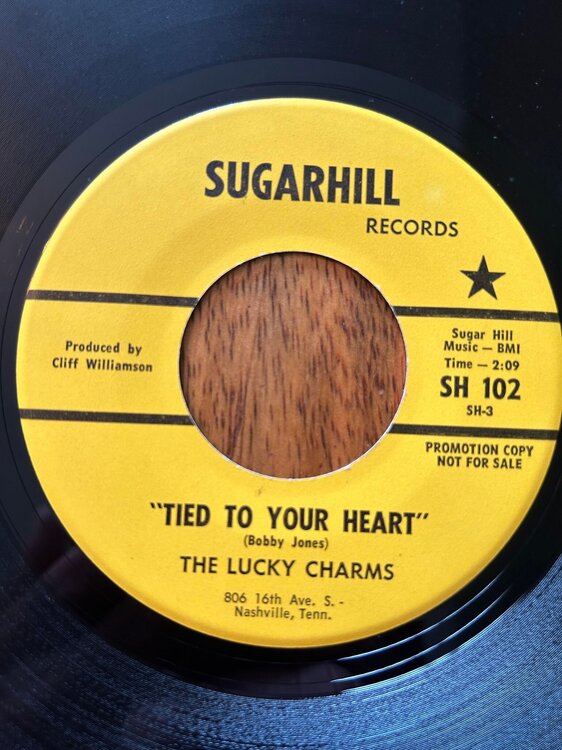 SUGARHILL
RECORDS
Produced by
Cliff Williamson
Sugar Hill
Music — BMI
Time — 2:09
SH 102
SH-3
PROMOTION COPY
NOT FOR SALE
"TIED TO YOUR HEART"
(Bobby Jones)
THE LUCKY CHARMS
806 16th Ave. S. -
Nashville, Tenn.